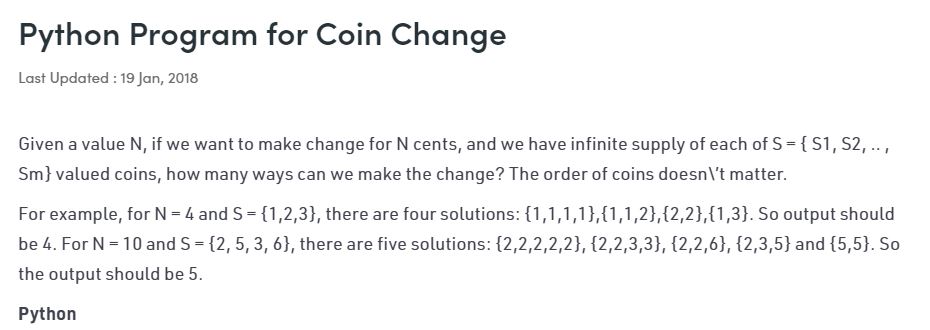 Python Program for Coin Change
Last Updated : 19 Jan, 2018
Given a value N, if we want to make change for N cents, and we have infinite supply of each of S = { S1, S2, .. ,
Sm} valued coins, how many ways can we make the change? The order of coins doesn\'t matter.
For example, for N = 4 and S = {1,2,3}, there are four solutions: {1,1,1,1},{1,1,2},{2,2},{1,3}. So output should
be 4. For N = 10 and S = {2, 5, 3, 6}, there are five solutions: {2,2,2,2,2}, {2,2,3,3}, {2,2,6}, {2,3,5} and {5,5}. So
the output should be 5.
Python